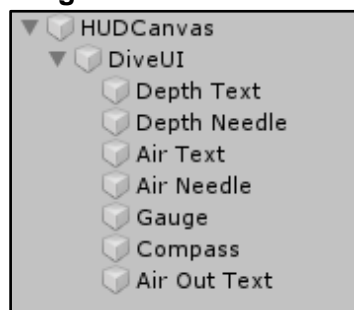 HUDCanvas
DiveUI
Depth Text
Depth Needle
Air Text
Air Needle
Gauge
Compass
Air Out Text